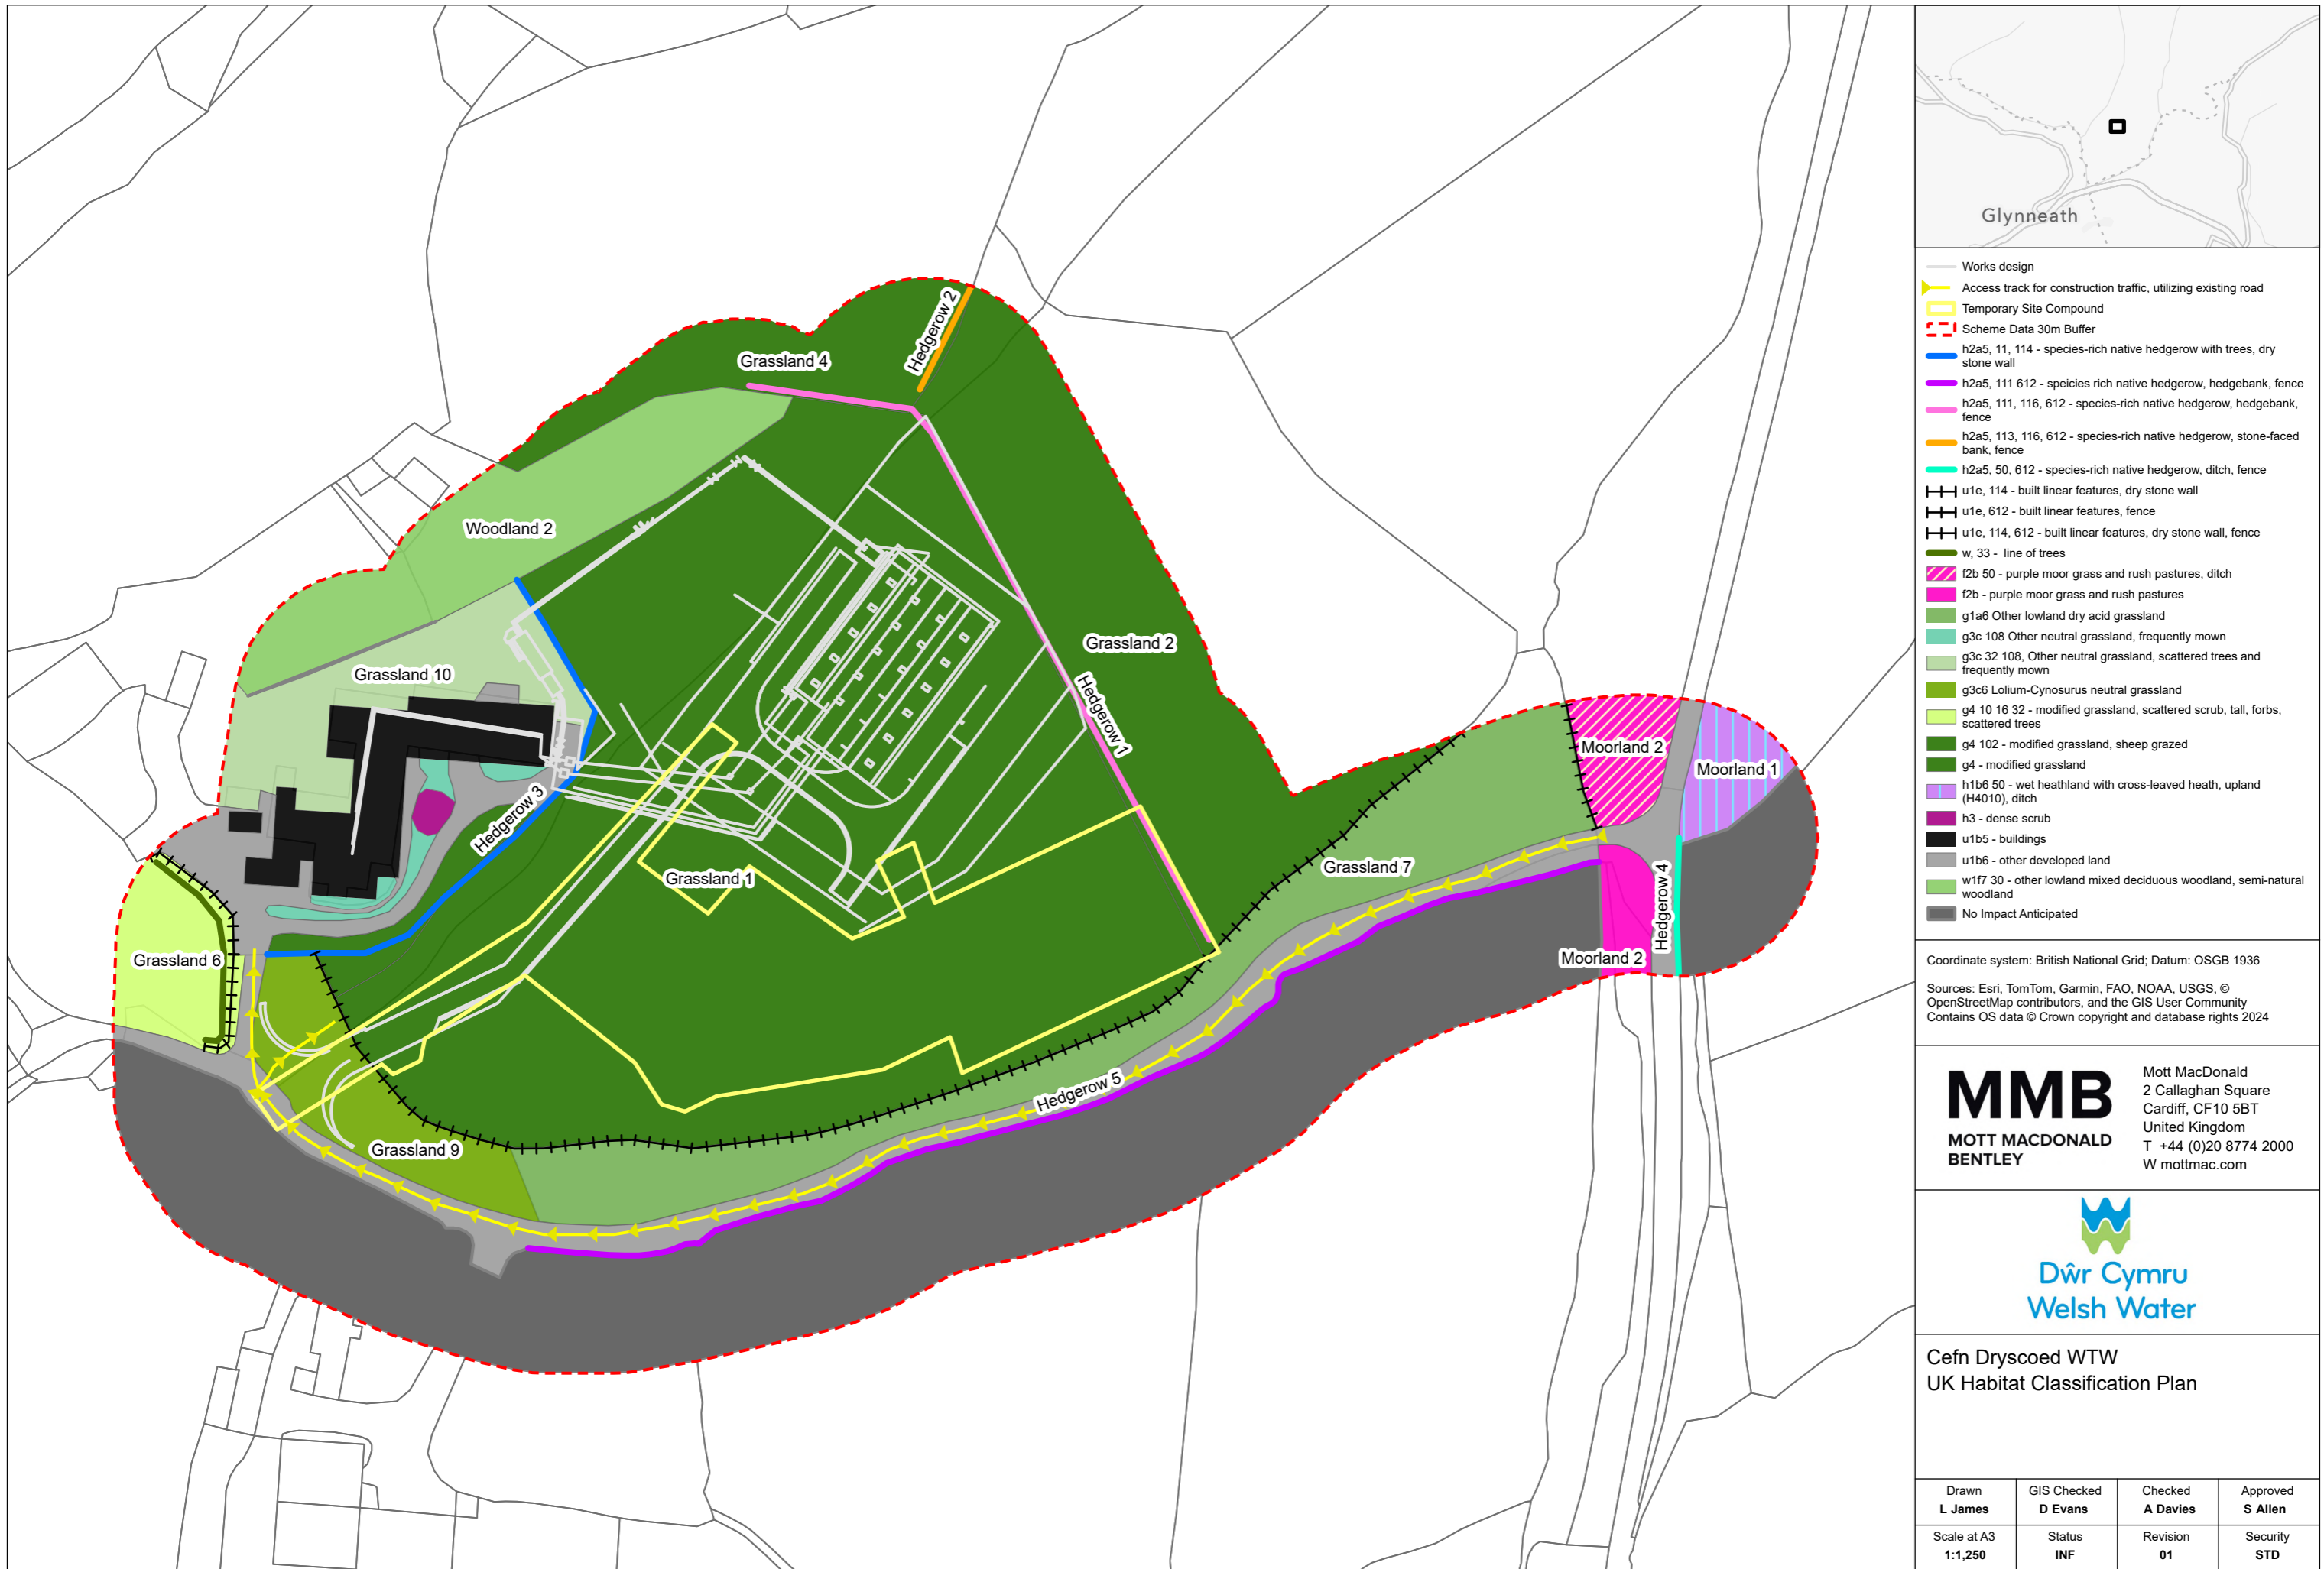 Hedgerow 2
Grassland 4
Woodland 2
Grassland 2
Grassland 10
Hedgerow 1
Moorland 2
Moorland 1
Hedgerow 3
Grassland 7
Grassland 1
Hedgerow 4
Grassland 6
Moorland 2
Hedgerow 5
Grassland 9
Glynneath
Works design
Access track for construction traffic, utilizing existing road
Temporary Site Compound
Scheme Data 30m Buffer
h2a5, 11, 114 - species-rich native hedgerow with trees, dry
stone wall
h2a5, 111 612 - speicies rich native hedgerow, hedgebank, fence
h2a5, 111, 116, 612 - species-rich native hedgerow, hedgebank,
fence
h2a5, 113, 116, 612 - species-rich native hedgerow, stone-faced
bank, fence
h2a5, 50, 612 - species-rich native hedgerow, ditch, fence
u1e, 114 - built linear features, dry stone wall
u1e, 612 - built linear features, fence
u1e, 114, 612 - built linear features, dry stone wall, fence
w, 33 - line of trees
f2b 50 - purple moor grass and rush pastures, ditch
f2b - purple moor grass and rush pastures
g1a6 Other lowland dry acid grassland
g3c 108 Other neutral grassland, frequently mown
g3c 32 108, Other neutral grassland, scattered trees and
frequently mown
g3c6 Lolium-Cynosurus neutral grassland
g4 10 16 32 - modified grassland, scattered scrub, tall, forbs,
scattered trees
g4 102 - modified grassland, sheep grazed
g4 - modified grassland
h1b6 50 - wet heathland with cross-leaved heath, upland
(H4010), ditch
h3 - dense scrub
u1b5 - buildings
u1b6 - other developed land
w1f7 30 - other lowland mixed deciduous woodland, semi-natural
woodland
No Impact Anticipated
Coordinate system: British National Grid; Datum: OSGB 1936
Sources: Esri, TomTom, Garmin, FAO, NOAA, USGS, ©
OpenStreetMap contributors, and the GIS User Community
Contains OS data © Crown copyright and database rights 2024
MMB
MOTT MACDONALD
BENTLEY
Mott MacDonald
2 Callaghan Square
Cardiff, CF10 5BT
United Kingdom
T +44 (0)20 8774 2000
W mottmac.com
Dŵr Cymru
Welsh Water
Cefn Dryscoed WTW
UK Habitat Classification Plan
Drawn
L James
GIS Checked
D Evans
Checked
A Davies
Approved
S Allen
Scale at A3
1:1,250
Status
INF
Revision
01
Security
STD